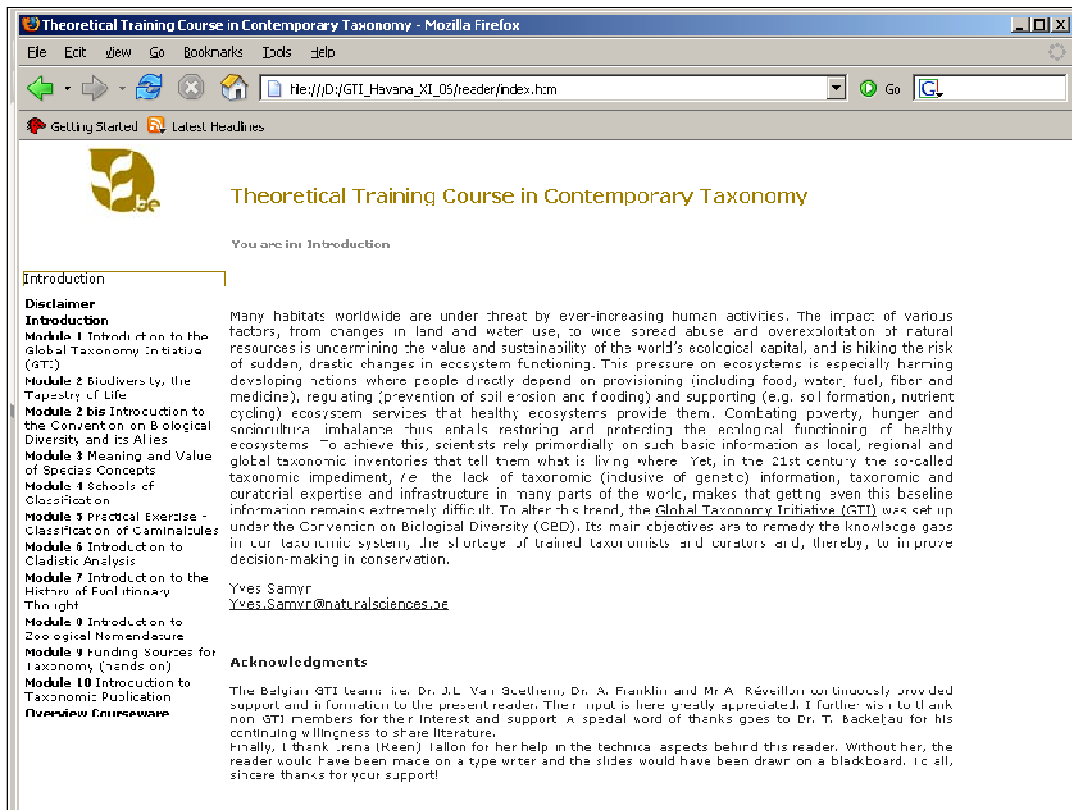 Theoretical Training Course in Contemporary Taxonomy - Mozilla Firefox
File Edit View Go Bookmarks Tools Help
file:///D:/GTI_Havana_XI_06/reader/index.htm Go G
Getting Started Latest Headlines
.be
Theoretical Training Course in Contemporary Taxonomy
You are in: Introduction
Introduction
Disclaimer
Introduction
Module 1 Introduction to the
Global Taxonomy Initiative
(GTI)
Module 2 Biodiversity, the
Tapestry of Life
Module 2 bis Introduction to
the Convention on Biological
Diversity and its Allies
Module 3 Meaning and Value
of Species Concepts
Module 4 Schools of
Classification
Module 5 Practical Exercise -
Classification of Caminalcules
Module 6 Introduction to
Cladistic Analysis
Module 7 Introduction to the
History of Evolutionary
Thought
Module 8 Introduction to
Zoological Nomenclature
Module 9 Funding Sources for
Taxonomy (hands on)
Module 10 Introduction to
Taxonomic Publication
Overview Courseware
Many habitats worldwide are under threat by ever-increasing human activities. The impact of various
factors, from changes in land and water use, to wide spread abuse and overexploitation of natural
resources is undermining the value and sustainability of the world's ecological capital, and is hiking the risk
of sudden, drastic changes in ecosystem functioning. This pressure on ecosystems is especially harming
developing nations where people directly depend on provisioning (including food, water, fuel, fiber and
medicine), regulating (prevention of soil erosion and flooding) and supporting (e.g. soil formation, nutrient
cycling) ecosystem services that healthy ecosystems provide them. Combating poverty, hunger and
sociocultural imbalance thus entails restoring and protecting the ecological functioning of healthy
ecosystems. To achieve this, scientists rely primordially on such basic information as local, regional and
global taxonomic inventories that tell them what is living where. Yet, in the 21st century the so-called
taxonomic impediment, i.e. the lack of taxonomic (inclusive of genetic) information, taxonomic and
curatorial expertise and infrastructure in many parts of the world, makes that getting even this baseline
information remains extremely difficult. To alter this trend, the Global Taxonomy Initiative (GTI) was set up
under the Convention on Biological Diversity (CBD). Its main objectives are to remedy the knowledge gaps
in our taxonomic system, the shortage of trained taxonomists and curators and, thereby, to improve
decision-making in conservation.
Yves Samyn
Yves.Samyn@naturalsciences.be
Acknowledgments
The Belgian GTI teams i.e. Dr. J.L. Van Goethem, Dr. A. Franklin and Mr A. Réveillon continuously provided
support and information to the present reader. Their input is here greatly appreciated. I further wish to thank
non GTI members for their interest and support. A special word of thanks goes to Dr. T. Backeljau for his
continuing willingness to share literature.
Finally, I thank Irena (Reen) Tallon for her help in the technical aspects behind this reader. Without her, the
reader would have been made on a type writer and the slides would have been drawn on a blackboard. To all,
sincere thanks for your support!